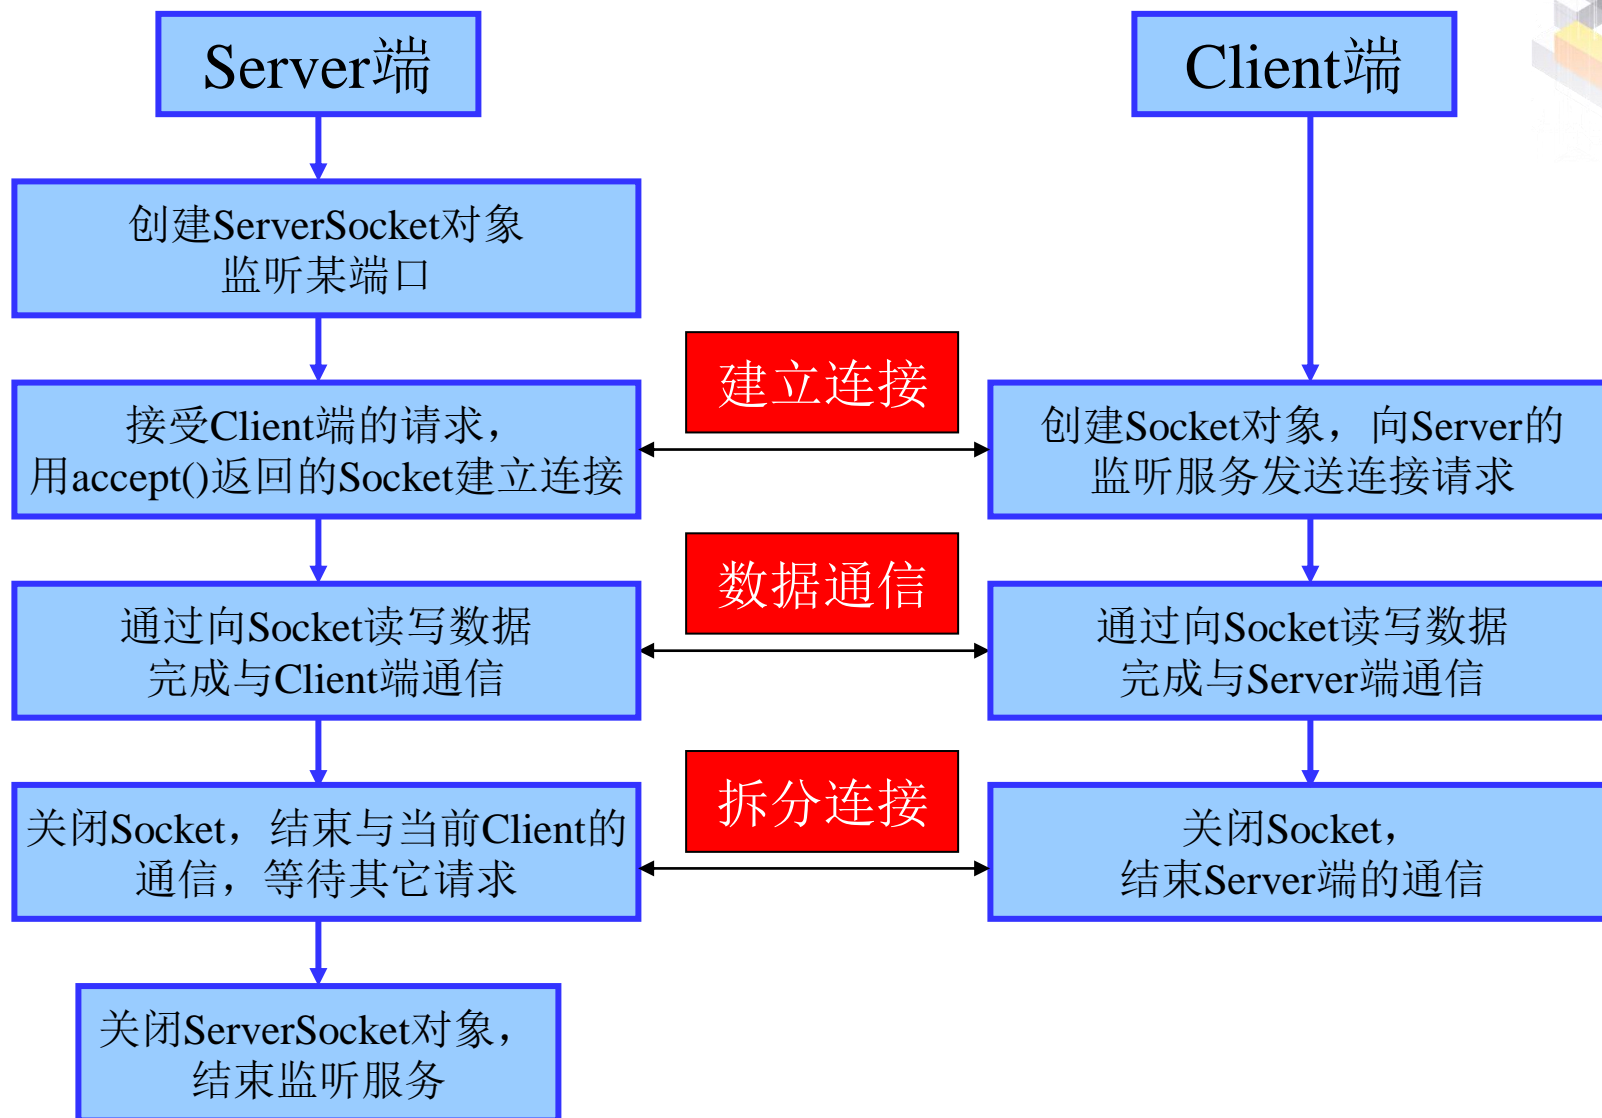 Server端
Client端
创建ServerSocket对象
监听某端口
建立连接
接受Client端的请求，
用accept()返回的Socket建立连接
创建Socket对象，向Server的
监听服务发送连接请求
数据通信
通过向Socket读写数据
完成与Client端通信
通过向Socket读写数据
完成与Server端通信
拆分连接
关闭Socket，结束与当前Client的
通信，等待其它请求
关闭Socket，
结束Server端的通信
关闭ServerSocket对象，
结束监听服务